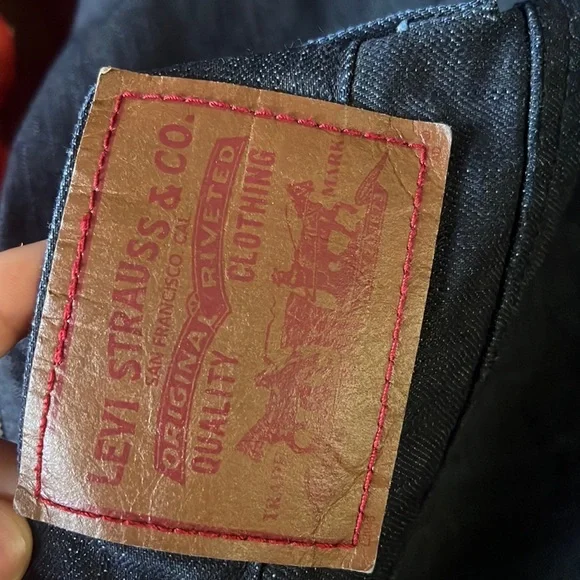 LEVI STRAUSS & CO.
SAN FRANCISCO, CAL
ORIGINAL RIVETED
QUALITY CLOTHING
TRADE MARK